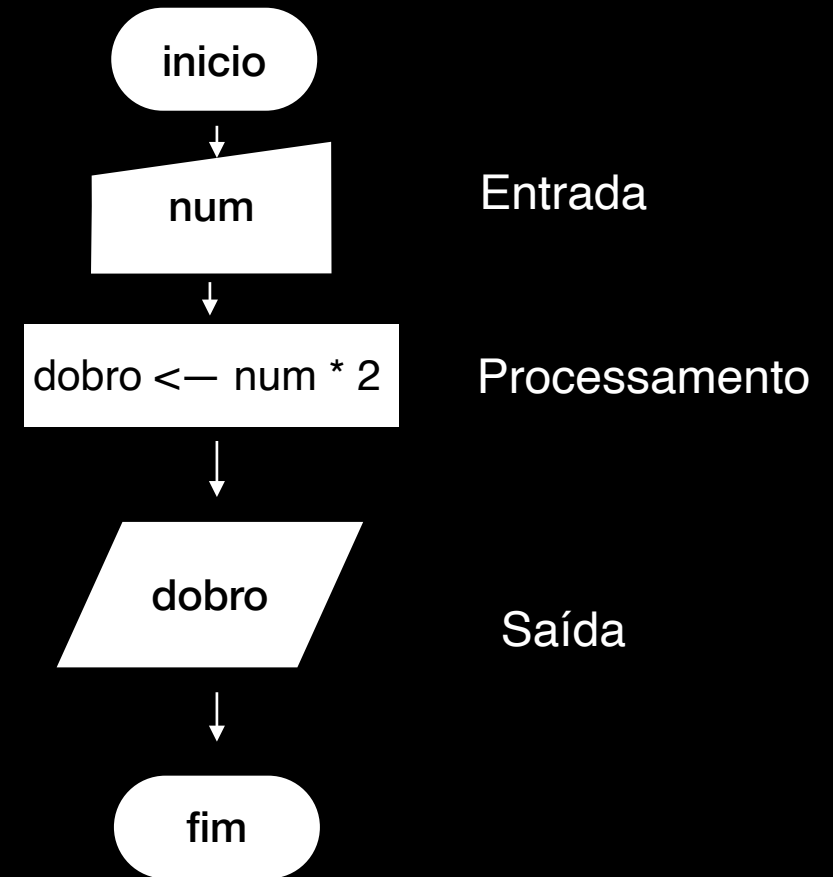 inicio
num
Entrada
dobro <— num * 2
Processamento
dobro
Saída
fim